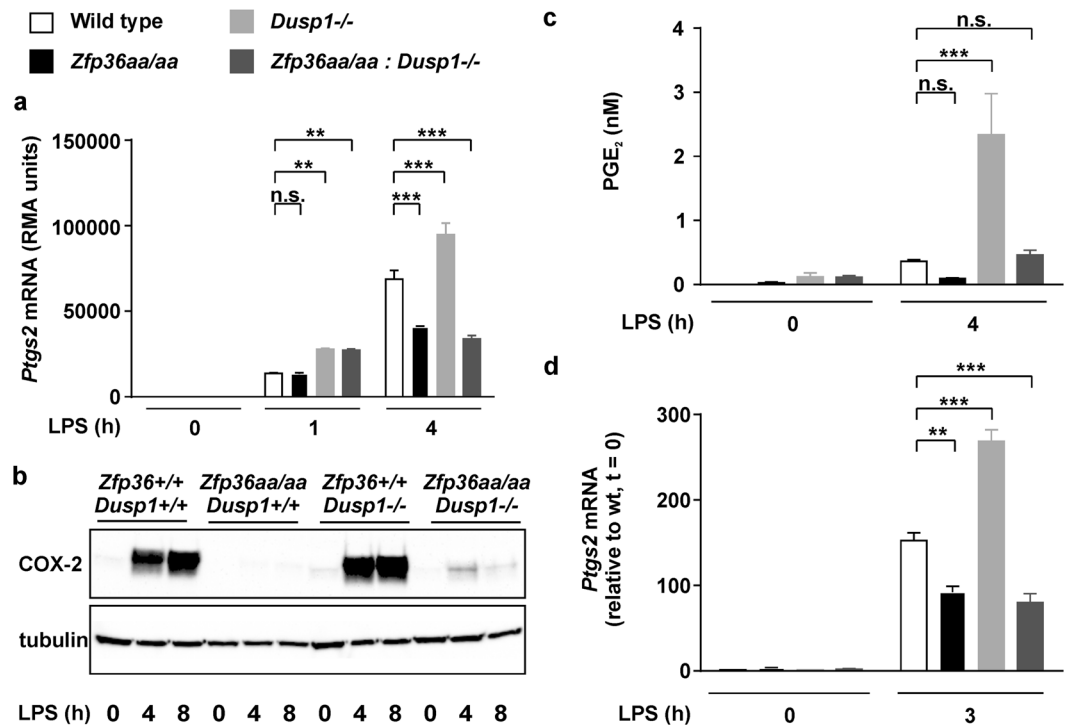 Wild type
Dusp1-/-
Zfp36aa/aa
Zfp36aa/aa : Dusp1-/-
a
Ptgs2 mRNA (RMA units)
150000
100000
50000
0
**
**
n.s.
***
***
***
LPS (h)
0
1
4
b
Zfp36+/+
Dusp1+/+
Zfp36aa/aa
Dusp1+/+
Zfp36+/+
Dusp1-/-
Zfp36aa/aa
Dusp1-/-
COX-2
tubulin
LPS (h)
0 4 8 0 4 8 0 4 8 0 4 8
c
PGE₂ (nM)
4
3
2
1
0
n.s.
***
n.s.
LPS (h)
0
4
d
Ptgs2 mRNA
(relative to wt, t = 0)
300
200
100
0
***
***
**
LPS (h)
0
3